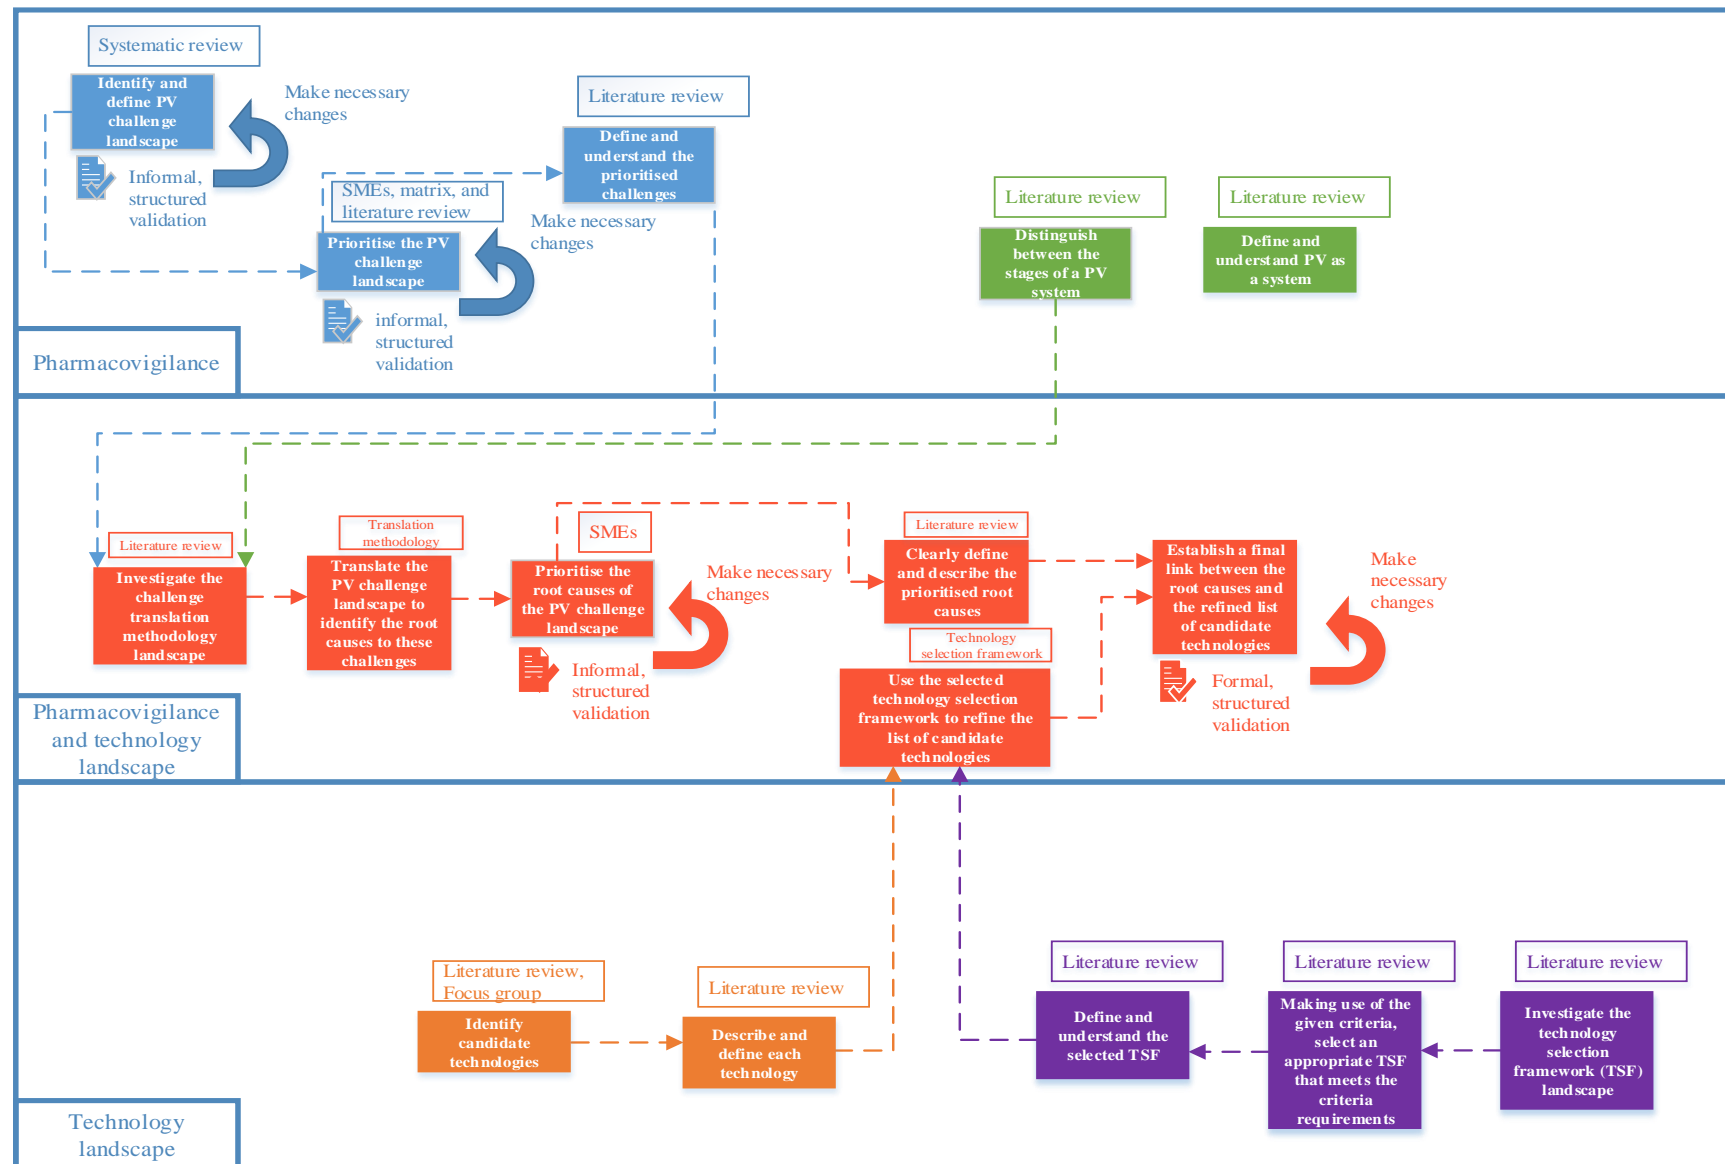 Systematic review
Identify and
define PV
challenge
landscape
Make necessary
changes
Informal,
structured
validation
SMEs, matrix, and
literature review
Prioritise the PV
challenge
landscape
Make necessary
changes
informal,
structured
validation
Literature review
Define and
understand the
prioritised
challenges
Literature review
Distinguish
between the
stages of a PV
system
Literature review
Define and
understand PV as
a system
Pharmacovigilance
Literature review
Investigate the
challenge
translation
methodology
landscape
Translation
methodology
Translate the
PV challenge
landscape to
identify the root
causes to these
challenges
SMEs
Prioritise the
root causes of
the PV challenge
landscape
Make necessary
changes
Informal,
structured
validation
Literature review
Clearly define
and describe the
prioritised root
causes
Technology
selection framework
Use the selected
technology selection
framework to refine the
list of candidate
technologies
Establish a final
link between the
root causes and
the refined list
of candidate
technologies
Make
necessary
changes
Formal,
structured
validation
Pharmacovigilance
and technology
landscape
Literature review,
Focus group
Identify
candidate
technologies
Literature review
Describe and
define each
technology
Literature review
Define and
understand the
selected TSF
Literature review
Making use of the
given criteria,
select an
appropriate TSF
that meets the
criteria
requirements
Literature review
Investigate the
technology
selection
framework (TSF)
landscape
Technology
landscape